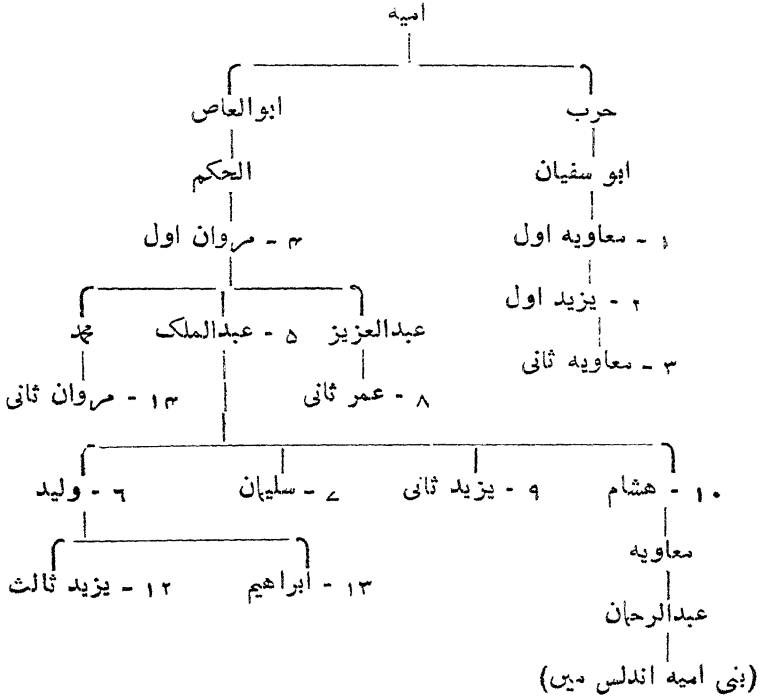 امیہ
حرب ابوالعاص
ابو سفیان الحکم
۱ - معاویہ اول ۴ - مروان اول
۲ - یزید اول
عبدالعزیز ۵ - عبدالملک محمد
۳ - معاویہ ثانی
۸ - عمر ثانی ۱۴ - مروان ثانی
۱۰ - ھشام ۹ - یزید ثانی ۷ - سلیمان ۶ - ولید
معاویہ
۱۳ - ابراھیم ۱۲ - یزید ثالث
عبدالرحمان
(بنی امیہ اندلس میں)